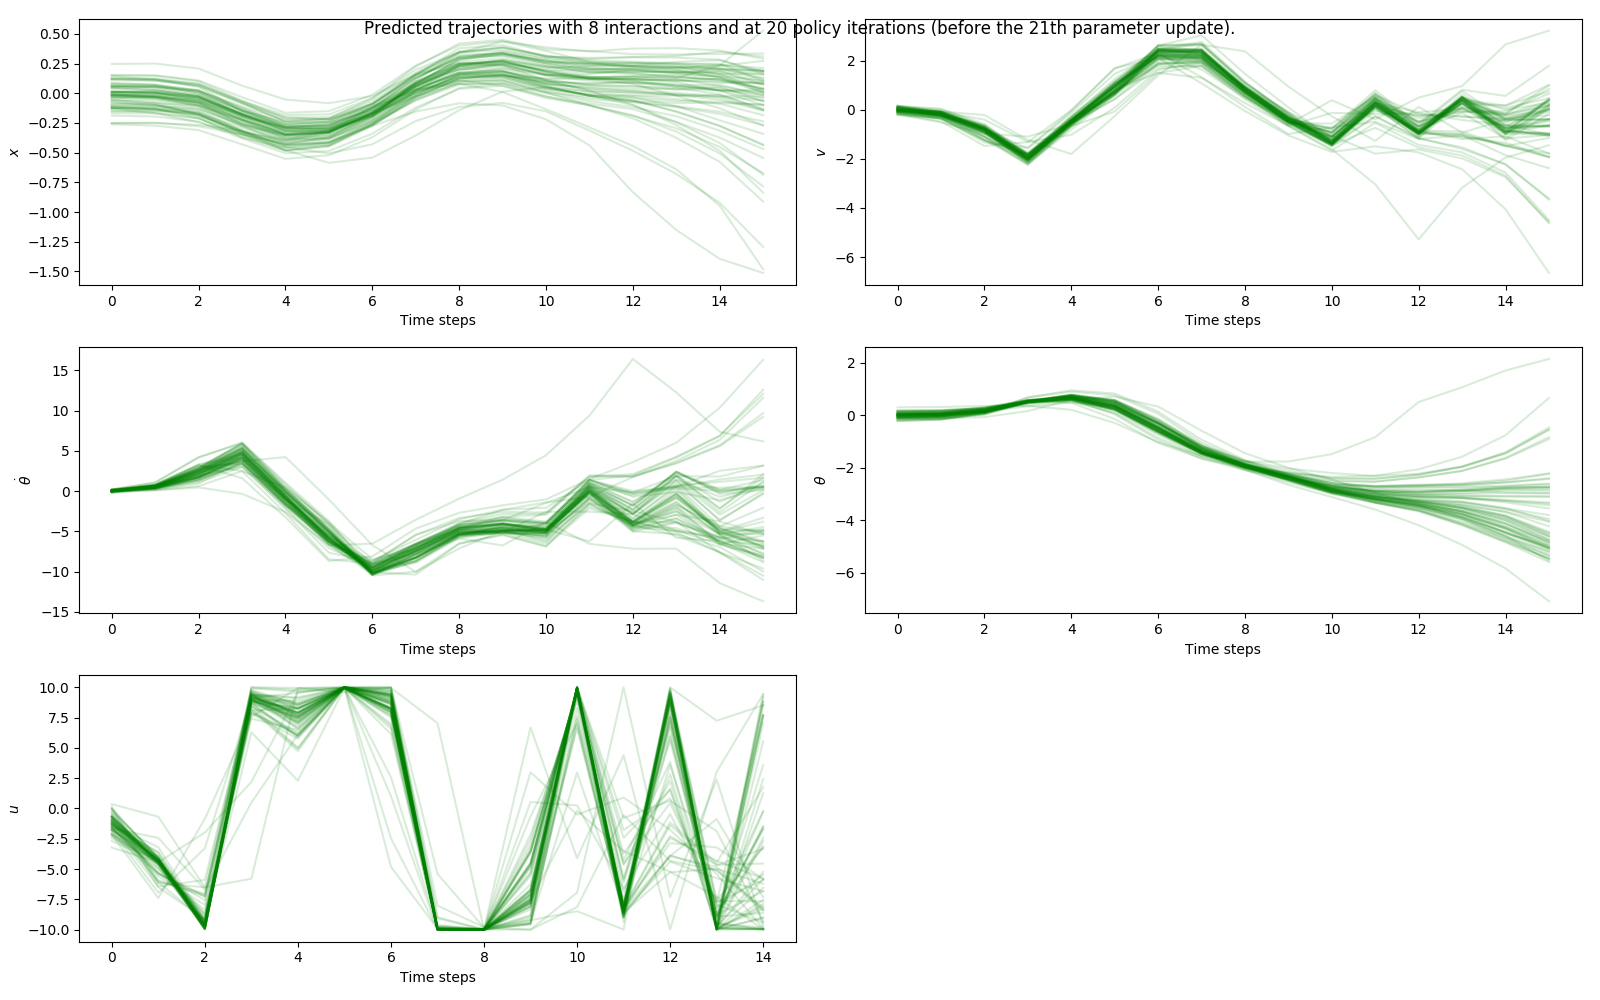 Predicted trajectories with 8 interactions and at 20 policy iterations (before the 21th parameter update).
0.50
0.25
0.00
−0.25
−0.50
−0.75
−1.00
−1.25
−1.50
x
0 2 4 6 8 10 12 14
Time steps
2
0
−2
−4
−6
v
0 2 4 6 8 10 12 14
Time steps
15
10
5
0
−5
−10
−15
θ̇
0 2 4 6 8 10 12 14
Time steps
2
0
−2
−4
−6
θ
0 2 4 6 8 10 12 14
Time steps
10.0
7.5
5.0
2.5
0.0
−2.5
−5.0
−7.5
−10.0
u
0 2 4 6 8 10 12 14
Time steps